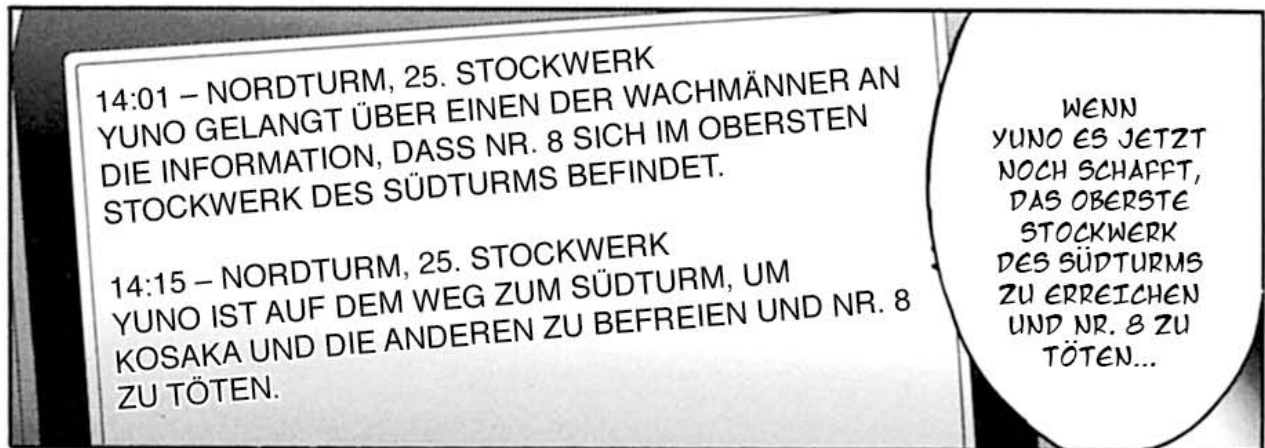 14:01 – NORDTURM, 25. STOCKWERK
YUNO GELANGT ÜBER EINEN DER WACHMÄNNER AN
DIE INFORMATION, DASS NR. 8 SICH IM OBERSTEN
STOCKWERK DES SÜDTURMS BEFINDET.
14:15 – NORDTURM, 25. STOCKWERK
YUNO IST AUF DEM WEG ZUM SÜDTURM, UM
KOSAKA UND DIE ANDEREN ZU BEFREIEN UND NR. 8
ZU TÖTEN.
WENN
YUNO ES JETZT
NOCH SCHAFFT,
DAS OBERSTE
STOCKWERK
DES SÜDTURMS
ZU ERREICHEN
UND NR. 8 ZU
TÖTEN...